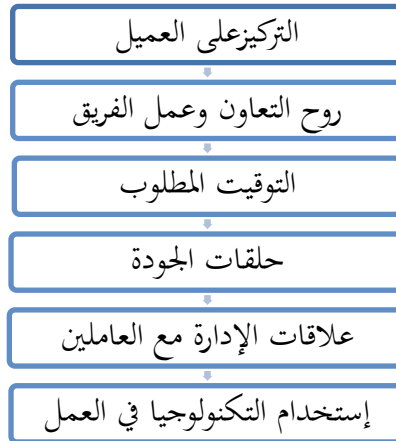 التركيزعلى العميل
روح التعاون وعمل الفريق
التوقيت المطلوب
حلقات الجودة
علاقات الإدارة مع العاملين
إستخدام التكنولوجيا في العمل